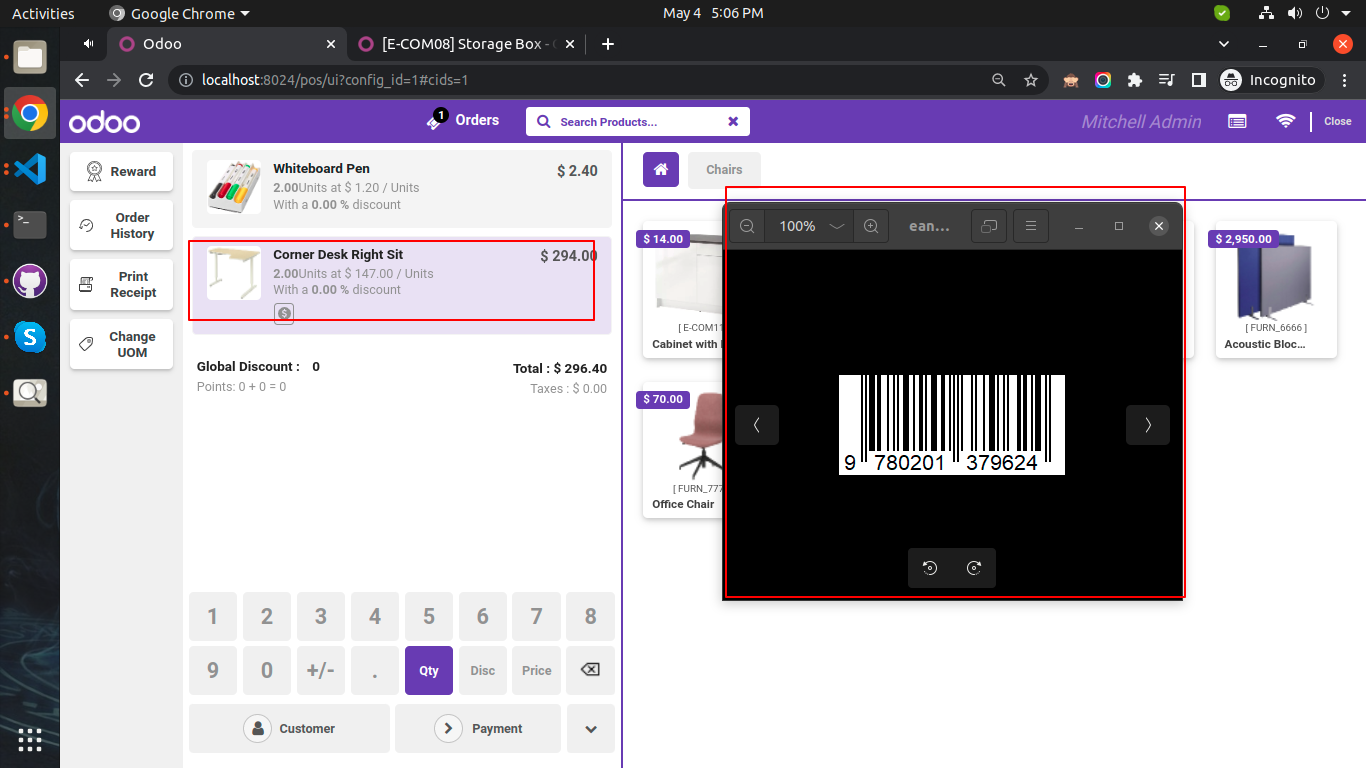 Activities
Google Chrome
May 4 5:06 PM
Odoo
[E-COM08] Storage Box -
localhost:8024/pos/ui?config_id=1#cids=1
Incognito
odoo
1
Orders
Search Products...
Mitchell Admin
Close
Reward
Order
History
Print
Receipt
Change
UOM
Whiteboard Pen
$ 2.40
2.00Units at $ 1.20 / Units
With a 0.00 % discount
Corner Desk Right Sit
$ 294.00
2.00Units at $ 147.00 / Units
With a 0.00 % discount
Global Discount : 0
Total : $ 296.40
Points: 0 + 0 = 0
Taxes : $ 0.00
1 2 3 4 5 6 7 8
9 0 +/- . Qty Disc Price
Customer
Payment
Chairs
$ 14.00
[ E-COM11
Cabinet with
$ 2,950.00
[ FURN_6666 ]
Acoustic Bloc...
$ 70.00
[ FURN_777
Office Chair
100%
ean...
9 780201 379624